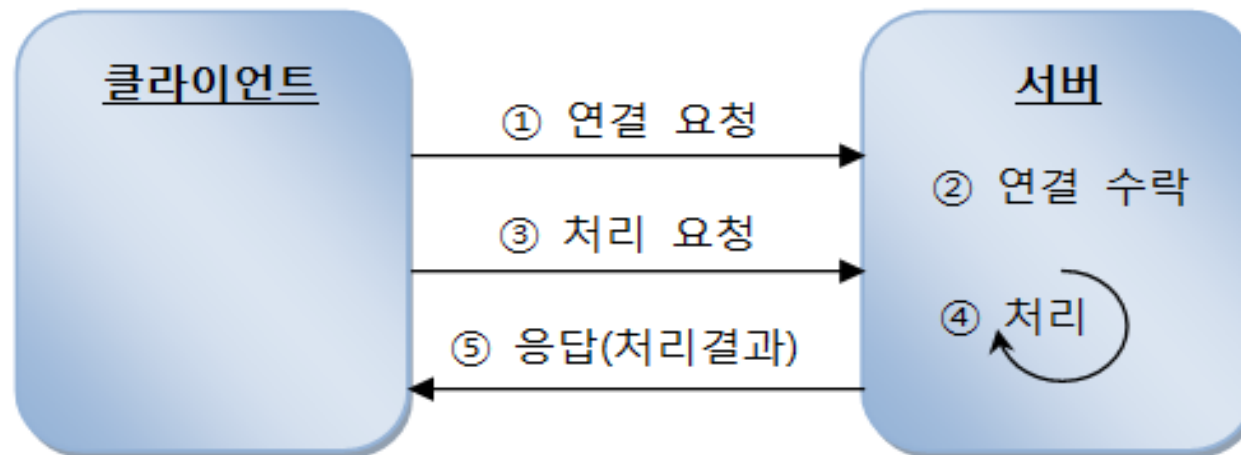 클라이언트
서버
① 연결 요청
② 연결 수락
③ 처리 요청
④ 처리
⑤ 응답(처리결과)